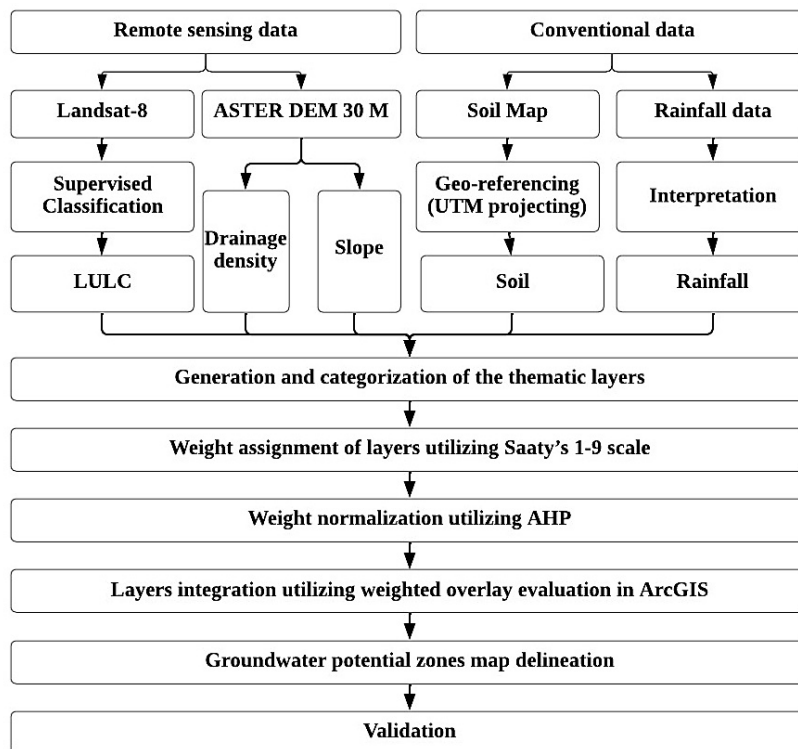 Remote sensing data
Conventional data
Landsat-8
ASTER DEM 30 M
Soil Map
Rainfall data
Supervised
Classification
Drainage
density
Slope
Geo-referencing
(UTM projecting)
Interpretation
LULC
Soil
Rainfall
Generation and categorization of the thematic layers
Weight assignment of layers utilizing Saaty's 1-9 scale
Weight normalization utilizing AHP
Layers integration utilizing weighted overlay evaluation in ArcGIS
Groundwater potential zones map delineation
Validation